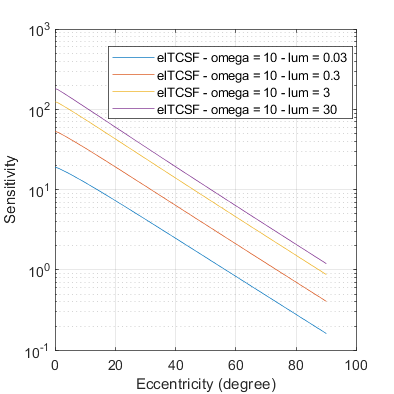 10^3
10^2
10^1
10^0
10^-1
Sensitivity
elTCSF - omega = 10 - lum = 0.03
elTCSF - omega = 10 - lum = 0.3
elTCSF - omega = 10 - lum = 3
elTCSF - omega = 10 - lum = 30
0 20 40 60 80 100
Eccentricity (degree)